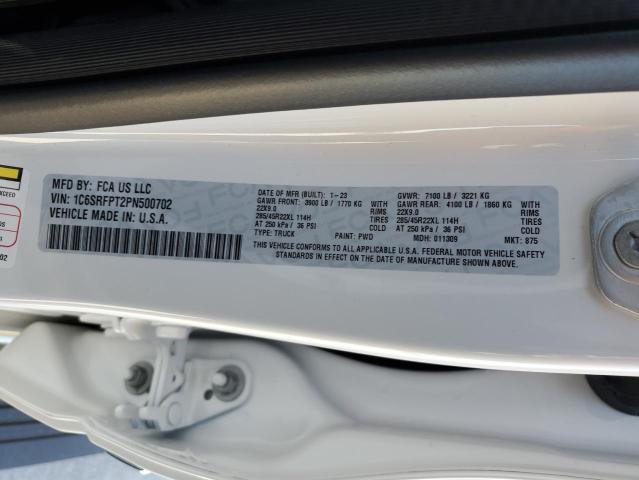 MFD BY: FCA US LLC
VIN: 1C6SRFPT2PN500702
VEHICLE MADE IN U.S.A.
DATE OF MFR (BUILT): 1-23
GAWR FRONT: 3900 LB / 1770 KG WITH
22X9.0 RIMS
285/45R22XL 114H TIRES
AT 250 kPa / 36 PSI COLD
TYPE: TRUCK PAINT: PWD
GVWR: 7100 LB / 3221 KG
GAWR REAR: 4100 LB / 1860 KG WITH
22X9.0 RIMS
285/45R22XL 114H TIRES
AT 250 kPa / 36 PSI COLD
MDH: 011309 MKT: 875
THIS VEHICLE CONFORMS TO ALL APPLICABLE U.S.A. FEDERAL MOTOR VEHICLE SAFETY
STANDARDS IN EFFECT ON THE DATE OF MANUFACTURE SHOWN ABOVE.
EXCEED